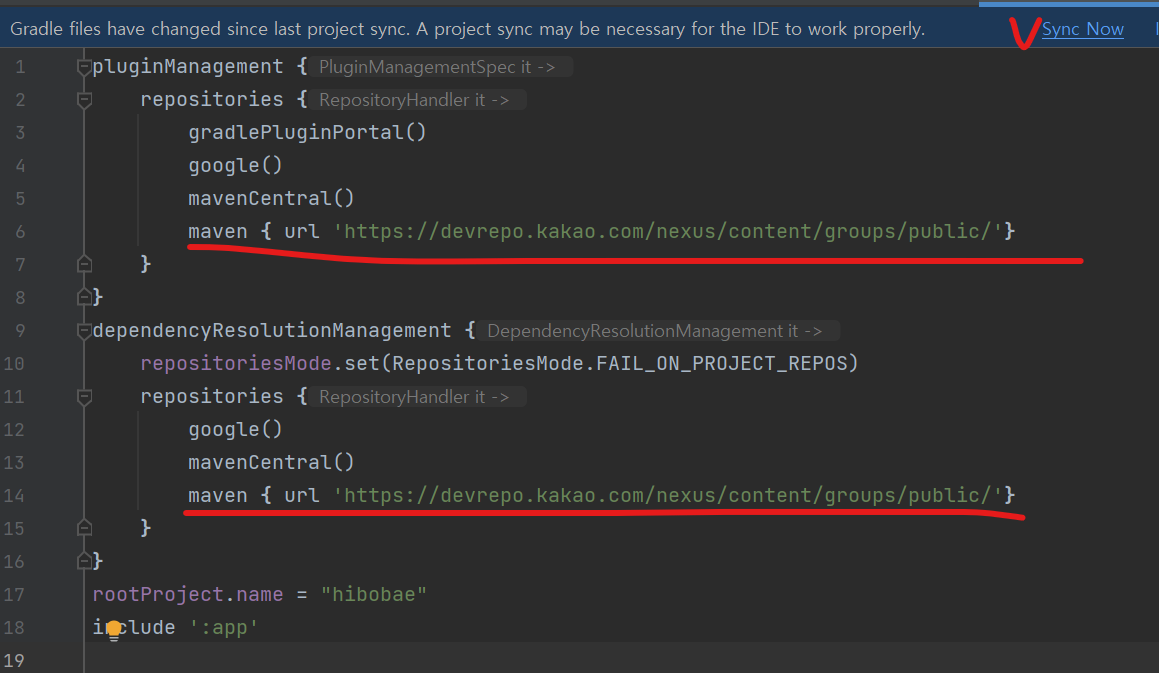 Gradle files have changed since last project sync. A project sync may be necessary for the IDE to work properly. Sync Now
1 pluginManagement { PluginManagementSpec it ->
2 repositories { RepositoryHandler it ->
3 gradlePluginPortal()
4 google()
5 mavenCentral()
6 maven { url 'https://devrepo.kakao.com/nexus/content/groups/public/'}
7 }
8 }
9 dependencyResolutionManagement { DependencyResolutionManagement it ->
10 repositoriesMode.set(RepositoriesMode.FAIL_ON_PROJECT_REPOS)
11 repositories { RepositoryHandler it ->
12 google()
13 mavenCentral()
14 maven { url 'https://devrepo.kakao.com/nexus/content/groups/public/'}
15 }
16 }
17 rootProject.name = "hibobae"
18 include ':app'
19